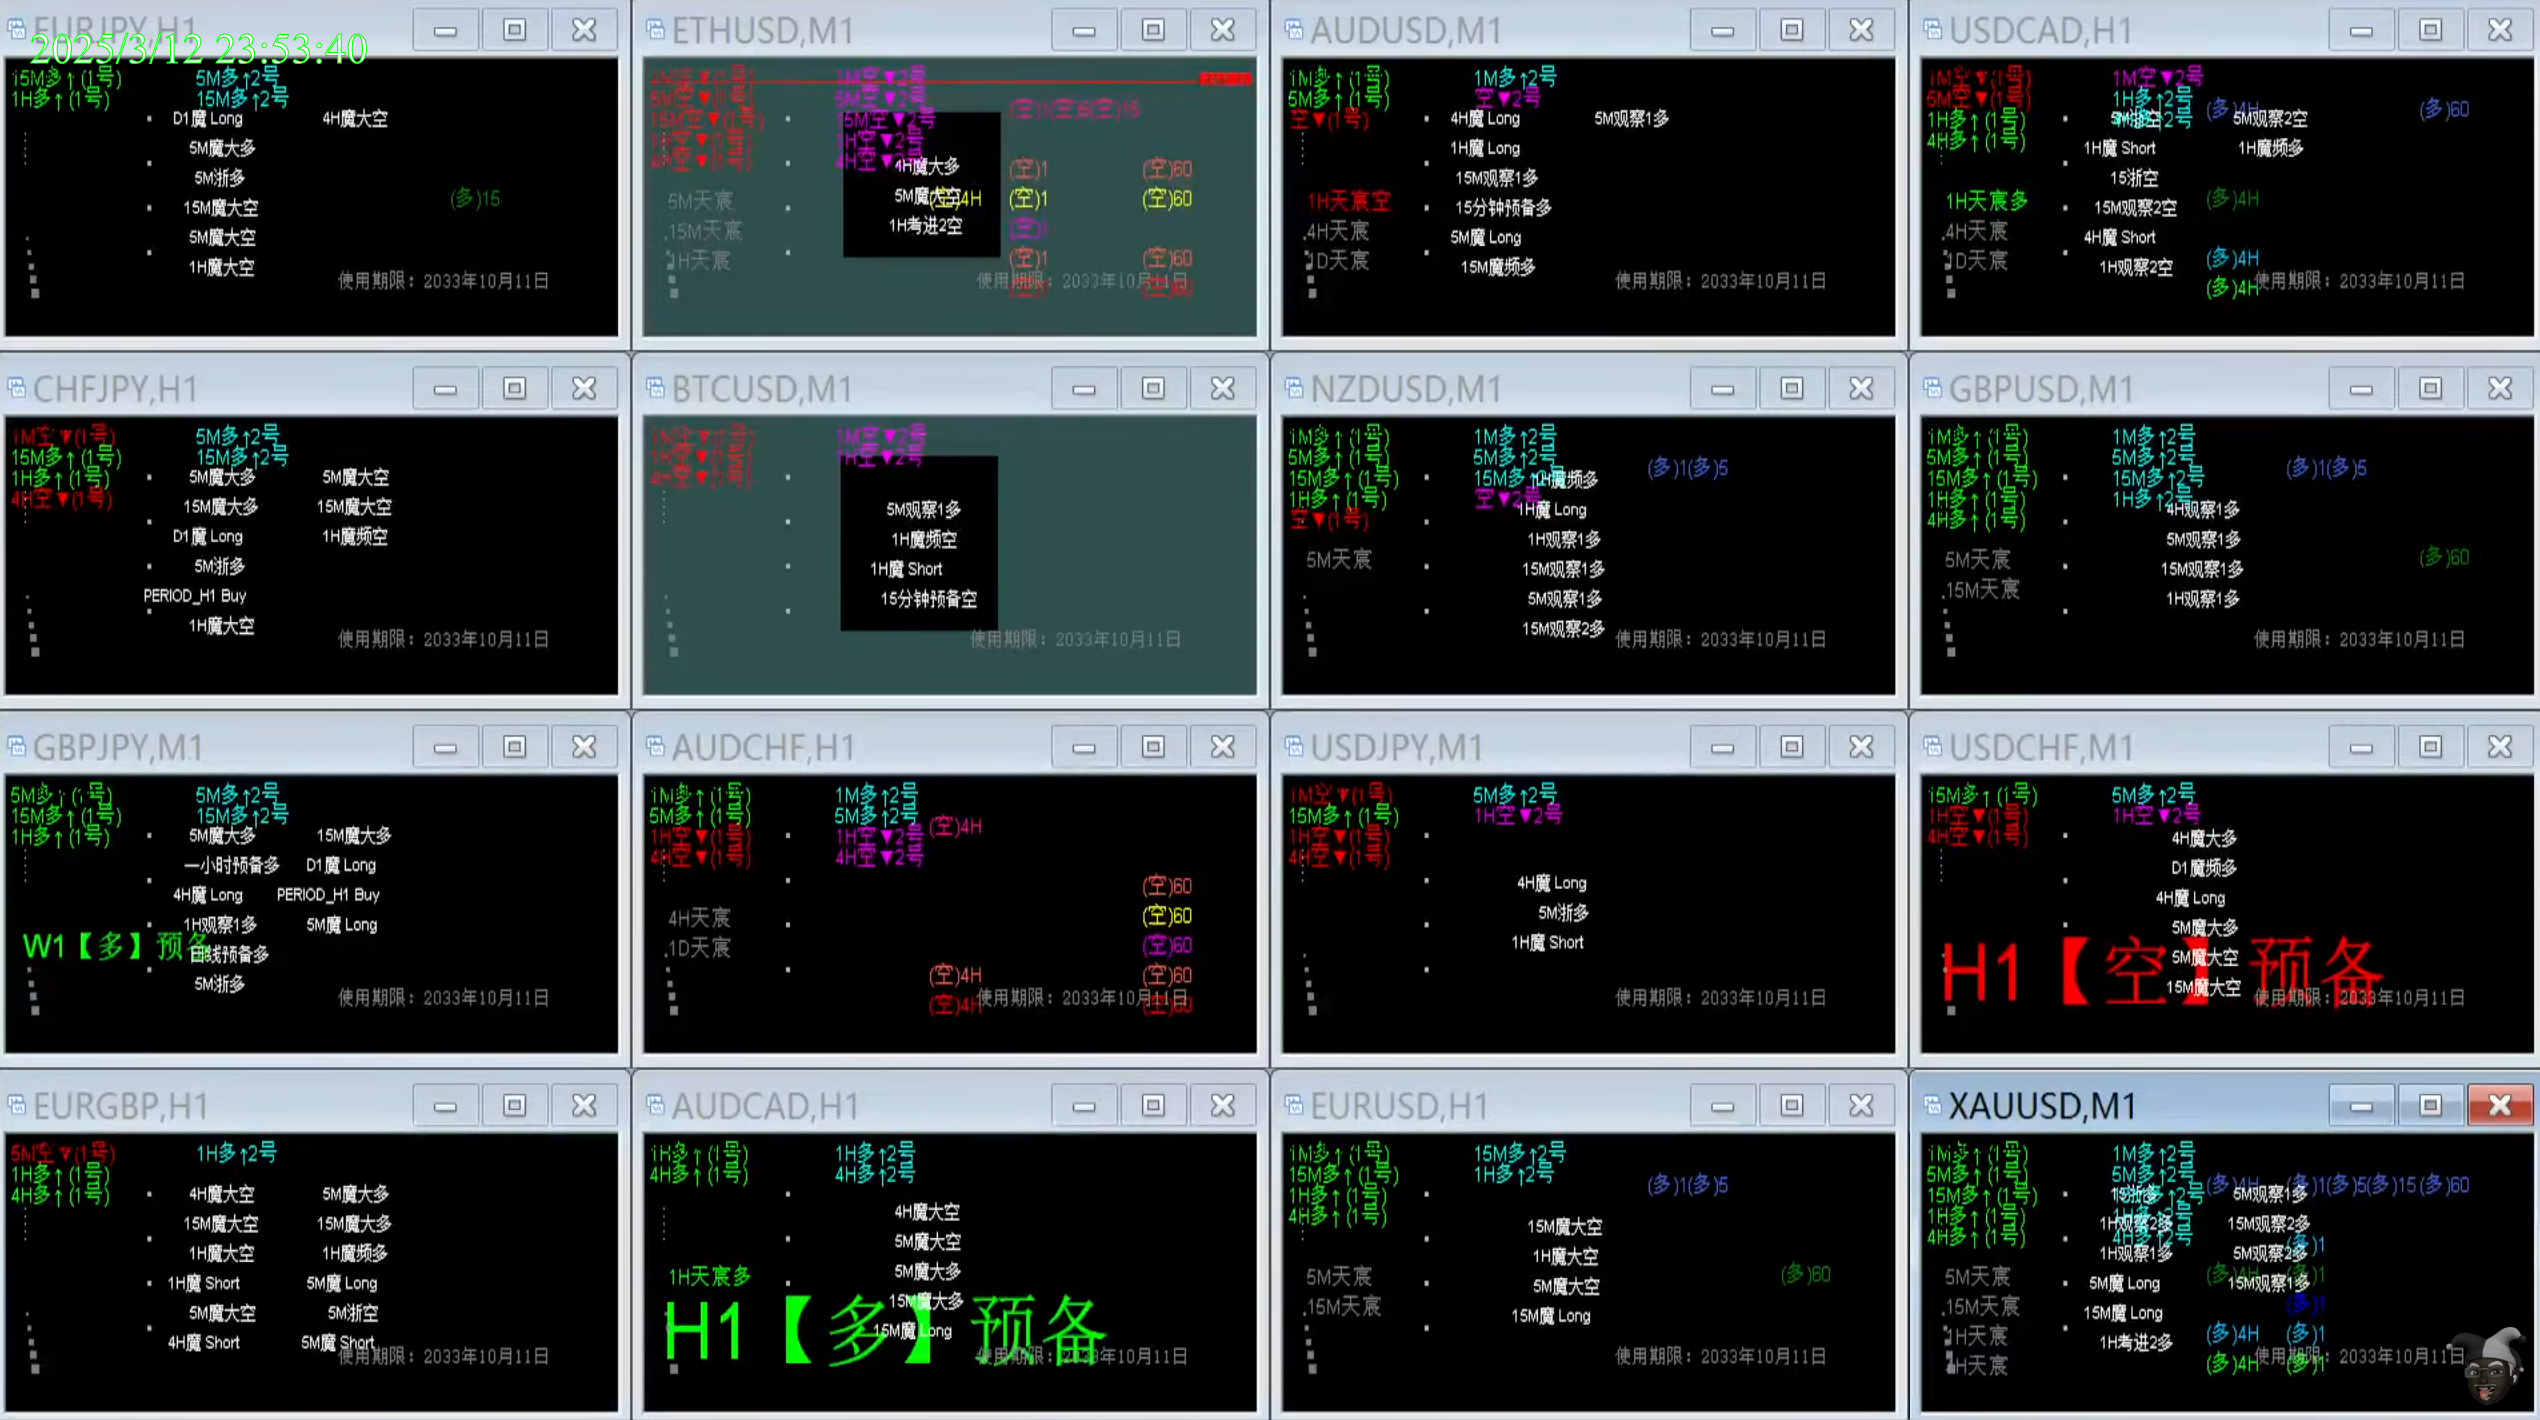 EURJPY,H1
2025/3/12 23:53:40
15M多↑(1号) 5M多↑2号
1H多↑(1号) 15M多↑2号
D1魔 Long 4H魔大空
5M魔大多
5M浙多
15M魔大空 (多)15
5M魔大空
1H魔大空
使用期限：2033年10月11日
ETHUSD,M1
1M空▼2号
5M空▼(1号) 5M空▼2号
15M空▼(1号) 15M空▼2号
1H空▼(1号) 1H空▼2号
4H空▼(1号) 4H空▼2号
4H魔大多 (空)1 (空)60
5M天宸 5M魔大空 (空)4H (空)1 (空)60
15M天宸 1H考进2空 (空)1
1H天宸 (空)1 (空)60
使用期限：2033年10月11日
AUDUSD,M1
1M多↑(1号) 1M多↑2号
5M多↑(1号) 空▼2号
空▼(1号) 4H魔 Long 5M观察1多
1H魔 Long
15M观察1多
1H天宸空 15分钟预备多
4H天宸 5M魔 Long
1D天宸 15M魔频多
使用期限：2033年10月11日
USDCAD,H1
1M空▼(1号) 1M空▼2号
5M空▼(1号) 1H多↑2号 (多)4H (多)60
1H多↑(1号) 5M观察2空
4H多↑(1号) 1H魔 Short 1H魔频多
15浙空
1H天宸多 15M观察2空 (多)4H
4H天宸 4H魔 Short
1D天宸 1H观察2空 (多)4H
(多)4H
使用期限：2033年10月11日
CHFJPY,H1
1M空▼(1号) 5M多↑2号
15M多↑(1号) 15M多↑2号
1H多↑(1号) 5M魔大多 5M魔大空
4H空▼(1号) 15M魔大多 15M魔大空
D1魔 Long 1H魔频空
5M浙多
PERIOD_H1 Buy
1H魔大空
使用期限：2033年10月11日
BTCUSD,M1
1M空▼(1号) 1M空▼2号
1H空▼(1号) 1H空▼2号
4H空▼(1号)
5M观察1多
1H魔频空
1H魔 Short
15分钟预备空
使用期限：2033年10月11日
NZDUSD,M1
1M多↑(1号) 1M多↑2号
5M多↑(1号) 5M多↑2号 (多)1(多)5
15M多↑(1号) 15M多↑2号 魔频多
1H多↑(1号) 空▼2号
空▼(1号) 1H魔 Long
1H观察1多
5M天宸 15M观察1多
5M观察1多
15M观察2多
使用期限：2033年10月11日
GBPUSD,M1
1M多↑(1号) 1M多↑2号
5M多↑(1号) 5M多↑2号 (多)1(多)5
15M多↑(1号) 15M多↑2号
1H多↑(1号) 1H多↑2号
4H多↑(1号) 4H观察1多
5M观察1多
5M天宸 15M观察1多 (多)60
15M天宸 1H观察1多
使用期限：2033年10月11日
GBPJPY,M1
5M多↑(1号) 5M多↑2号
15M多↑(1号) 15M多↑2号
1H多↑(1号) 5M魔大多 15M魔大多
一小时预备多 D1魔 Long
4H魔 Long PERIOD_H1 Buy
1H观察1多 5M魔 Long
W1【多】预备 日线预备多
5M浙多
使用期限：2033年10月11日
AUDCHF,H1
1M多↑(1号) 1M多↑2号
5M多↑(1号) 5M多↑2号
1H空▼(1号) 1H空▼2号 (空)4H
4H空▼(1号) 4H空▼2号
(空)60
4H天宸 (空)60
1D天宸 (空)60
(空)4H (空)60
(空)4H (空)60
使用期限：2033年10月11日
USDJPY,M1
1M空▼(1号) 5M多↑2号
15M多↑(1号) 1H空▼2号
1H空▼(1号)
4H空▼(1号)
4H魔 Long
5M浙多
1H魔 Short
使用期限：2033年10月11日
USDCHF,M1
15M多↑(1号) 5M多↑2号
1H空▼(1号) 1H空▼2号
4H空▼(1号) 4H魔大多
D1魔频多
4H魔 Long
5M魔大多
H1【空】预备
5M魔大空
15M魔大空
使用期限：2033年10月11日
EURGBP,H1
5M空▼(1号) 1H多↑2号
1H多↑(1号)
4H多↑(1号) 4H魔大空 5M魔大多
15M魔大空 15M魔大多
1H魔大空 1H魔频多
1H魔 Short 5M魔 Long
5M魔大空 5M浙空
4H魔 Short 5M魔 Short
使用期限：2033年10月11日
AUDCAD,H1
1H多↑(1号) 1H多↑2号
4H多↑(1号) 4H多↑2号
4H魔大空
5M魔大空
1H天宸多 5M魔大多
15M魔大多
H1【多】预备
15M魔 Long
使用期限：2033年10月11日
EURUSD,H1
1M多↑(1号) 15M多↑2号
15M多↑(1号) 1H多↑2号 (多)1(多)5
1H多↑(1号)
4H多↑(1号) 15M魔大空
1H魔大空
5M天宸 5M魔大空 (多)60
15M天宸 15M魔 Long
使用期限：2033年10月11日
XAUUSD,M1
1M多↑(1号) 1M多↑2号
5M多↑(1号) 5M多↑2号 (多)4H (多)1(多)5(多)15(多)60
15M多↑(1号) 5M观察1多
1H多↑(1号) 1H观察2多 15M观察2多
4H多↑(1号) 1H观察1多 5M观察2多
5M天宸 5M魔 Long 15M观察1多
15M天宸 15M魔 Long (多)1
1H天宸 1H考进2多 (多)4H (多)1
4H天宸 (多)4H (多)1
使用期限：2033年10月11日